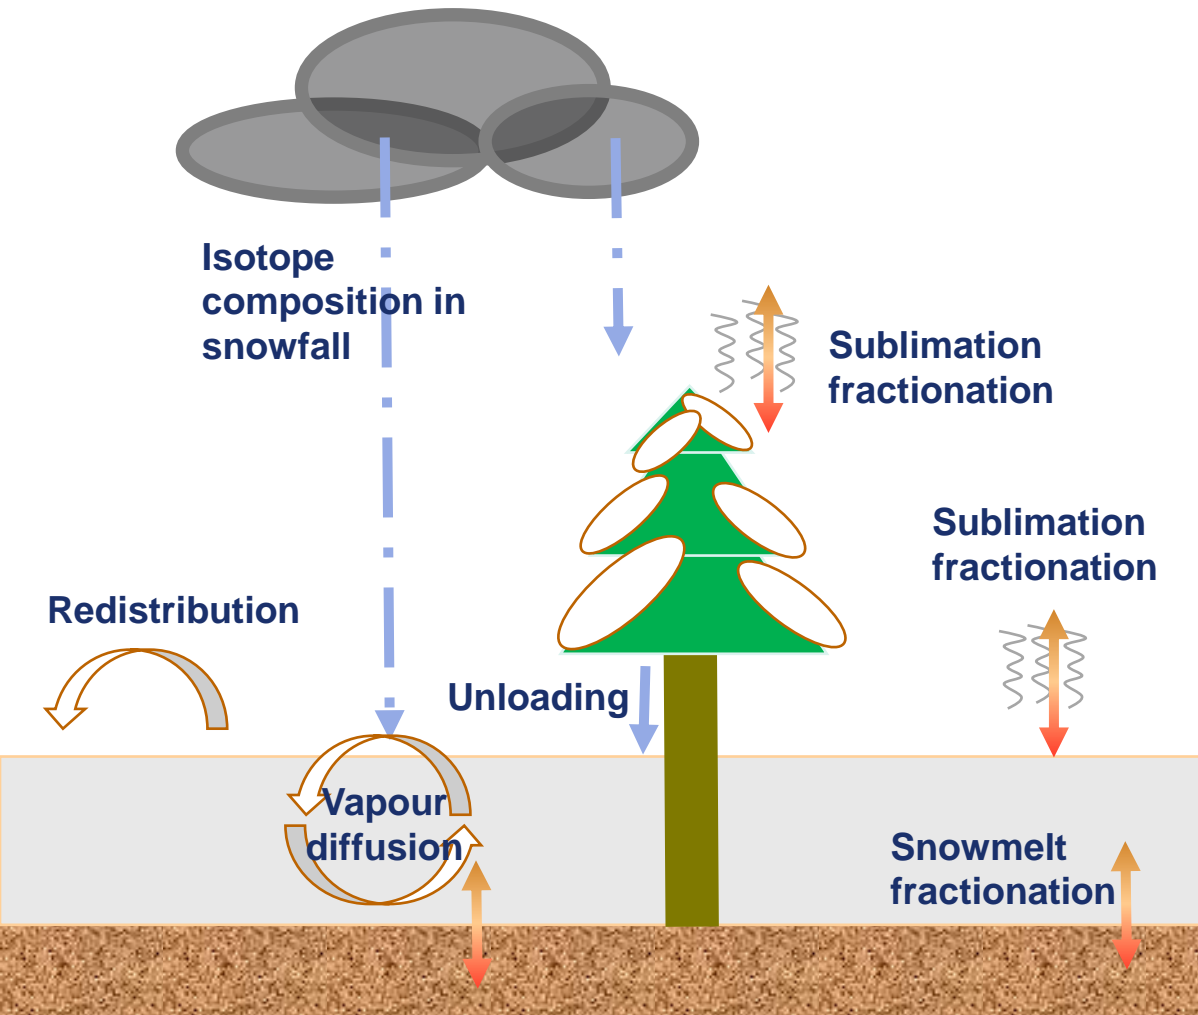 Isotope
composition in
snowfall
Sublimation
fractionation
Sublimation
fractionation
Redistribution
Unloading
Vapour
diffusion
Snowmelt
fractionation